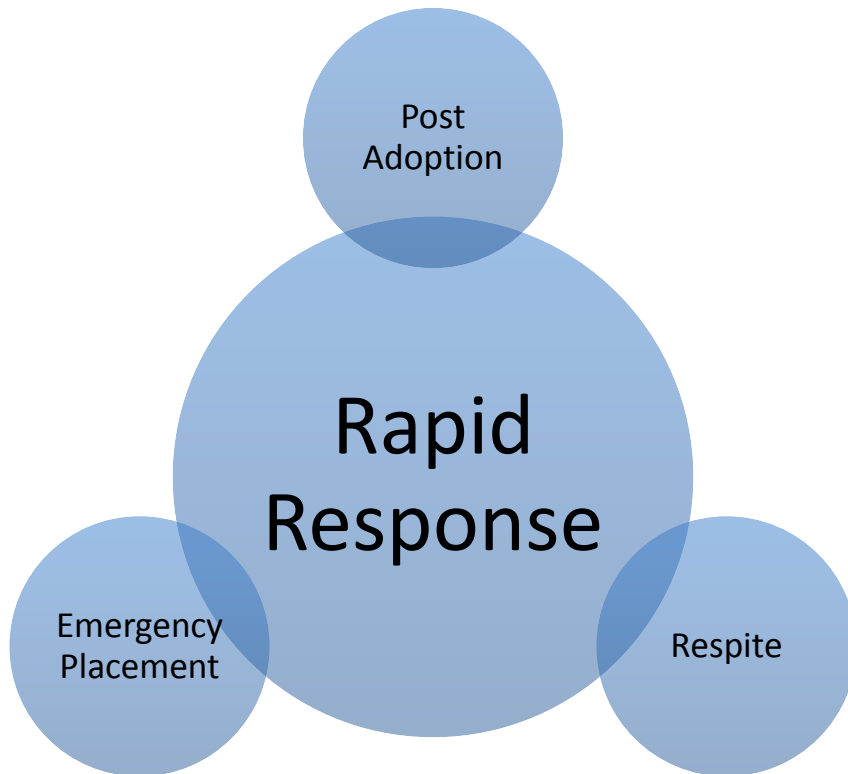 Post
Adoption
Rapid
Response
Emergency
Placement
Respite